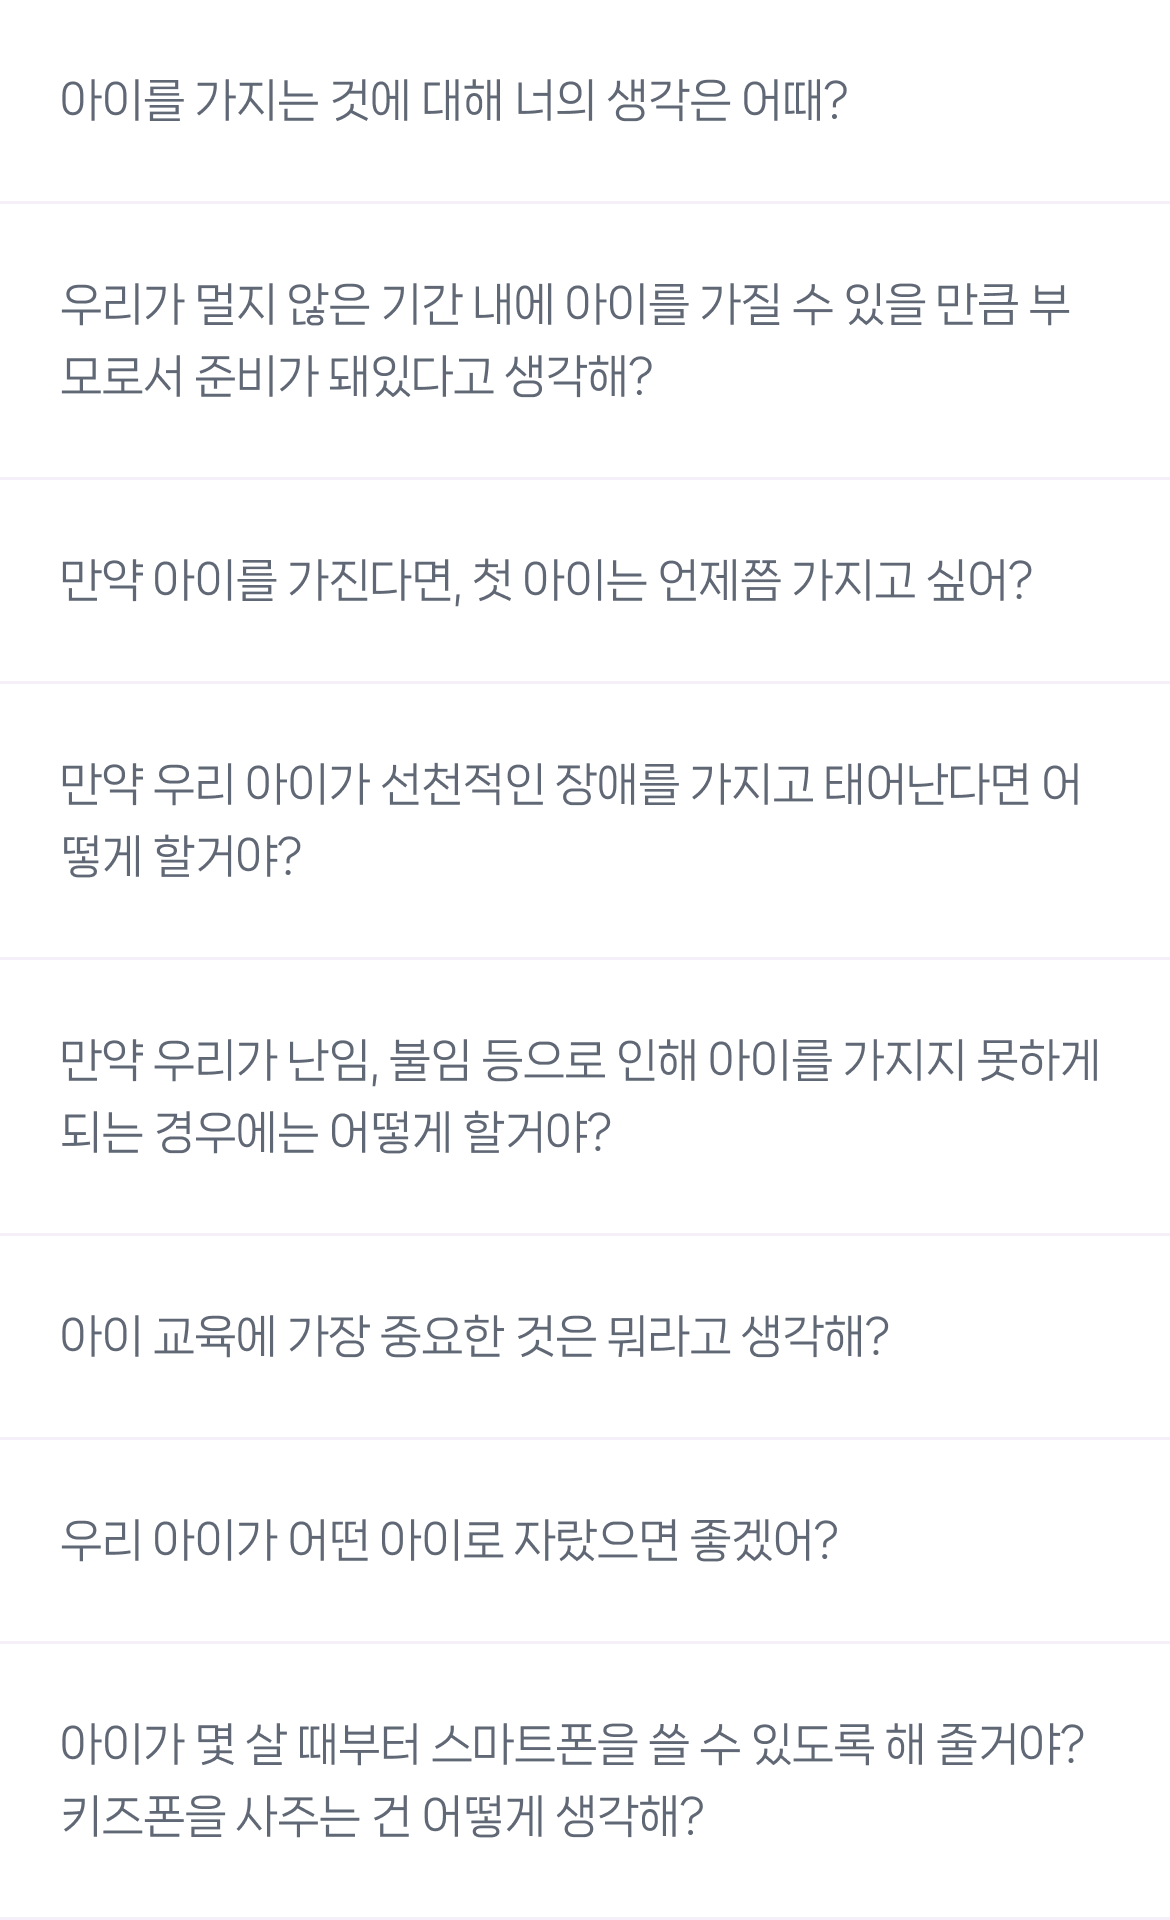 아이를 가지는 것에 대해 너의 생각은 어때?
우리가 멀지 않은 기간 내에 아이를 가질 수 있을 만큼 부
모로서 준비가 돼있다고 생각해?
만약 아이를 가진다면, 첫 아이는 언제쯤 가지고 싶어?
만약 우리 아이가 선천적인 장애를 가지고 태어난다면 어
떻게 할거야?
만약 우리가 난임, 불임 등으로 인해 아이를 가지지 못하게
되는 경우에는 어떻게 할거야?
아이 교육에 가장 중요한 것은 뭐라고 생각해?
우리 아이가 어떤 아이로 자랐으면 좋겠어?
아이가 몇 살 때부터 스마트폰을 쓸 수 있도록 해 줄거야?
키즈폰을 사주는 건 어떻게 생각해?